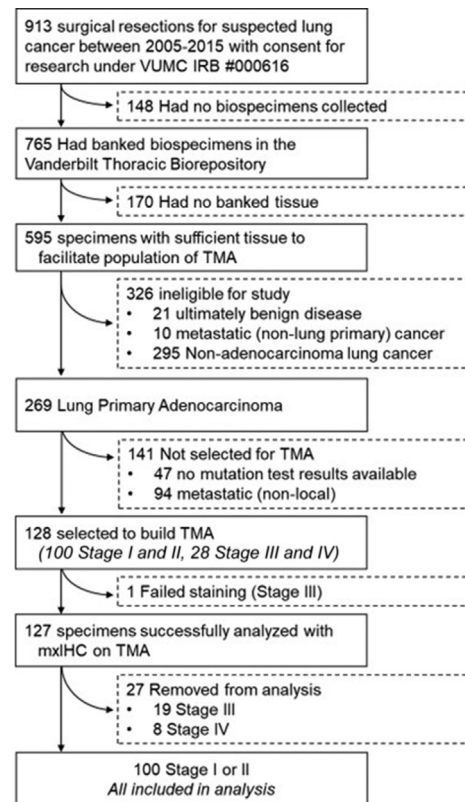 913 surgical resections for suspected lung
cancer between 2005-2015 with consent for
research under VUMC IRB #000616
148 Had no biospecimens collected
765 Had banked biospecimens in the
Vanderbilt Thoracic Biorepository
170 Had no banked tissue
595 specimens with sufficient tissue to
facilitate population of TMA
326 ineligible for study
• 21 ultimately benign disease
• 10 metastatic (non-lung primary) cancer
• 295 Non-adenocarcinoma lung cancer
269 Lung Primary Adenocarcinoma
141 Not selected for TMA
• 47 no mutation test results available
• 94 metastatic (non-local)
128 selected to build TMA
(100 Stage I and II, 28 Stage III and IV)
1 Failed staining (Stage III)
127 specimens successfully analyzed with
mxIHC on TMA
27 Removed from analysis
• 19 Stage III
• 8 Stage IV
100 Stage I or II
All included in analysis